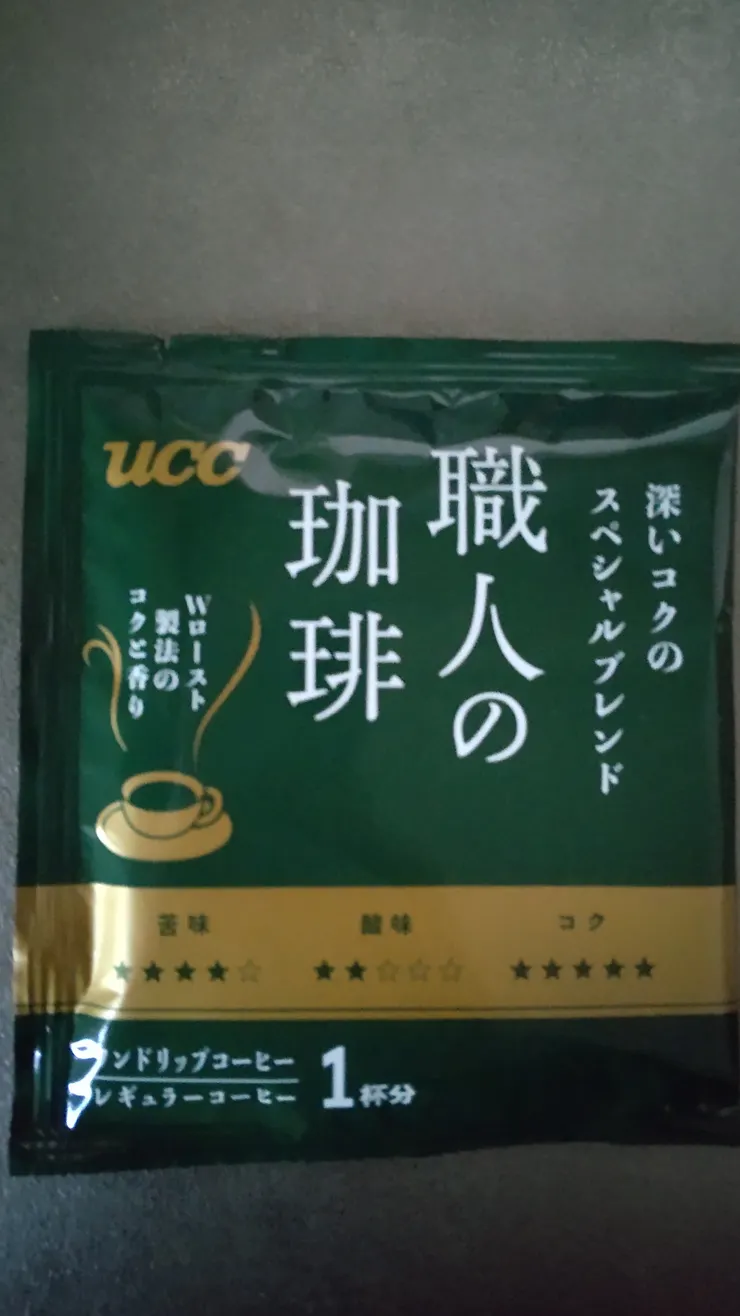 ucc
職人の
珈琲
深いコクの
スペシャルブレンド
Wロースト
製法の
コクと香り
苦味
酸味
コク
★★★★☆
★★☆☆☆
★★★★★
ワンドリップコーヒー
レギュラーコーヒー
1杯分